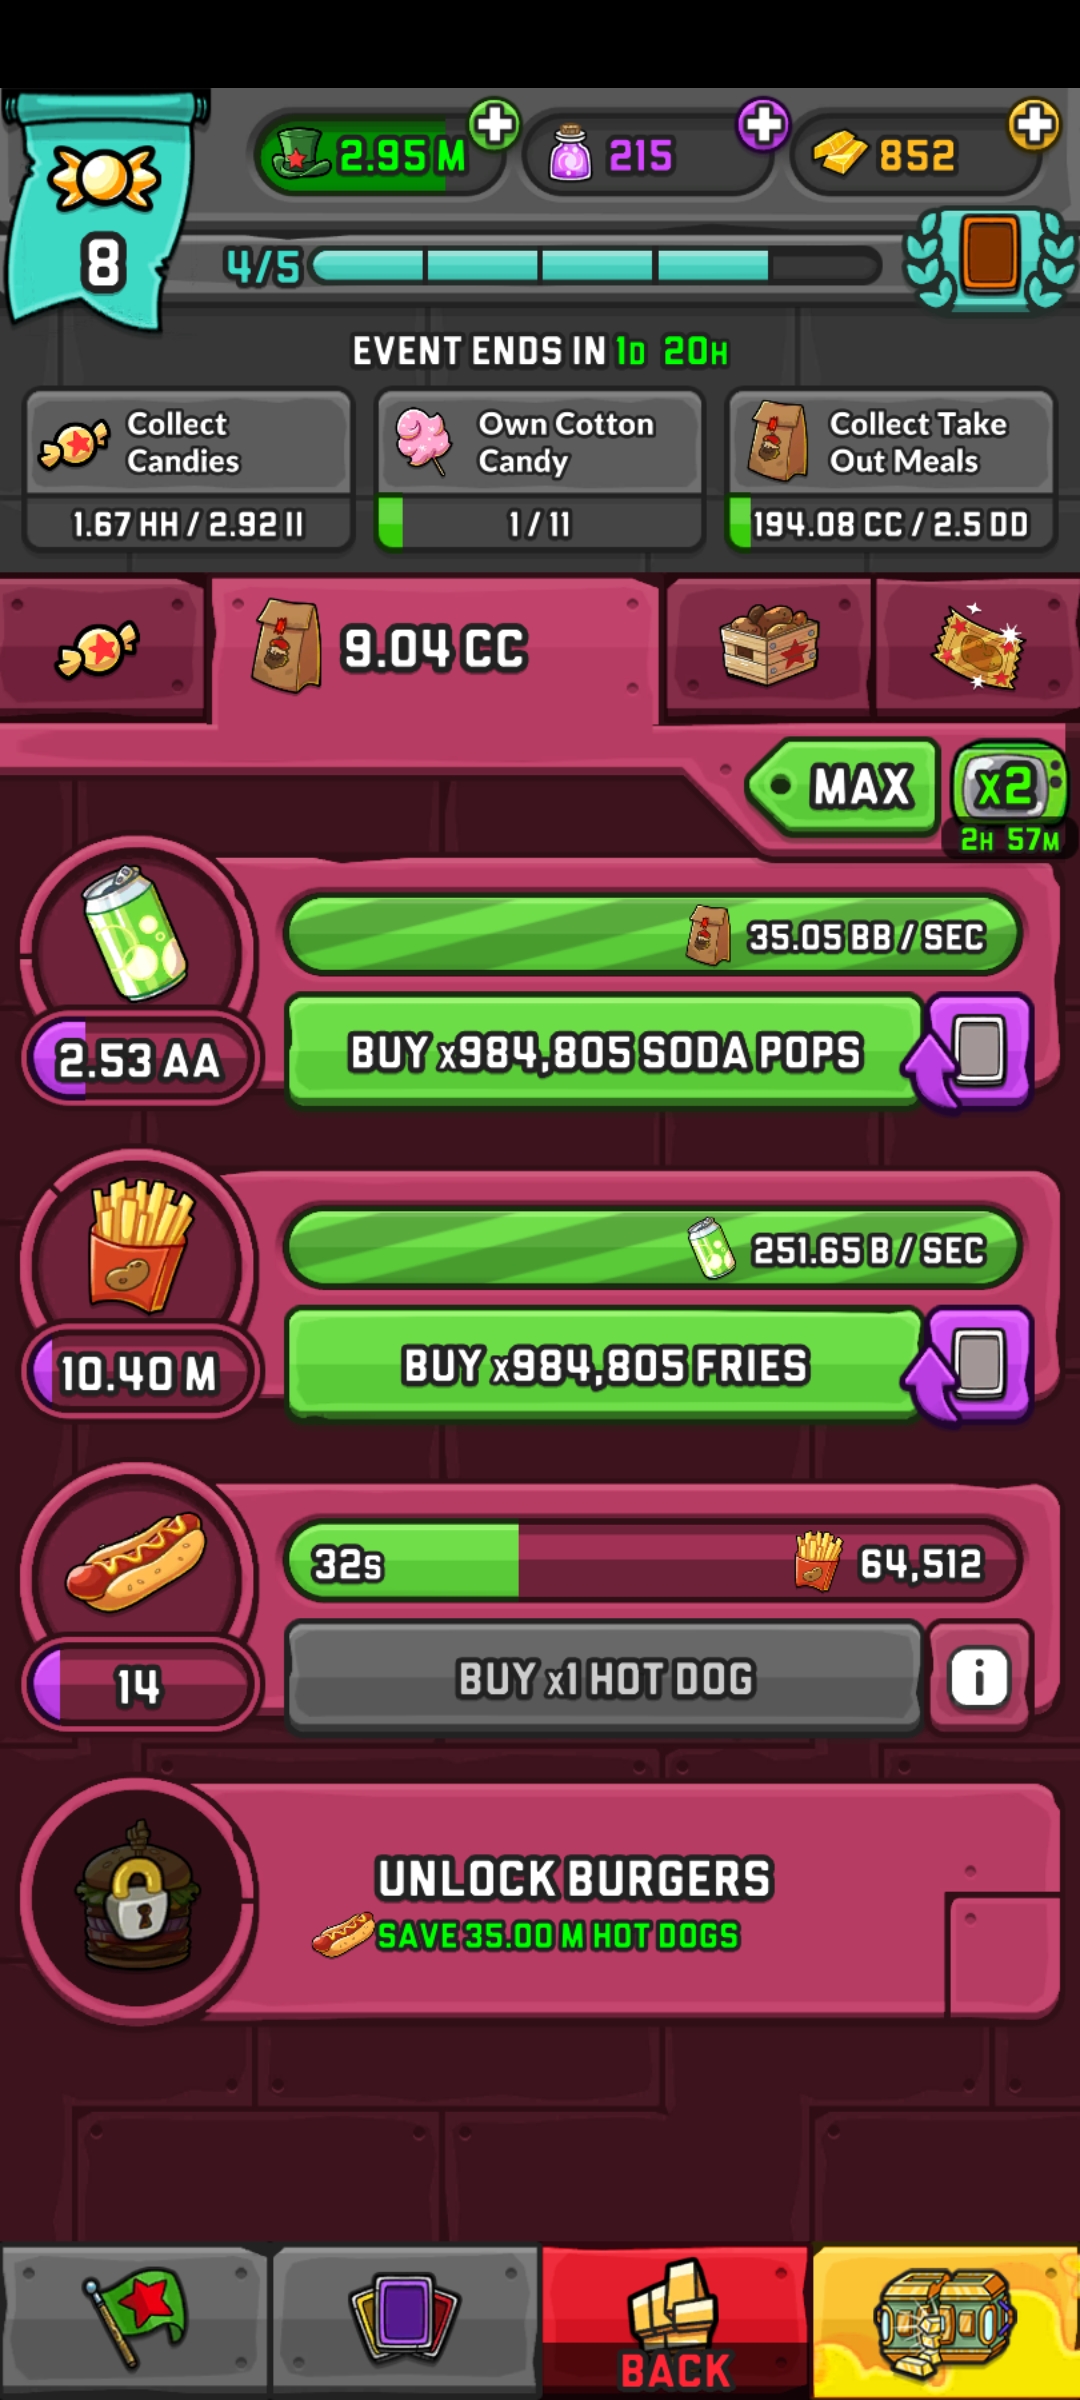 2.95 M
215
852
8
4/5
EVENT ENDS IN 1D 20H
Collect
Candies
1.67 HH / 2.92 II
Own Cotton
Candy
1 / 11
Collect Take
Out Meals
194.08 CC / 2.5 DD
9.04 CC
MAX
x2
2H 57M
35.05 BB / SEC
2.53 AA
BUY x984,805 SODA POPS
251.65 B / SEC
10.40 M
BUY x984,805 FRIES
32s
64,512
14
BUY x1 HOT DOG
i
UNLOCK BURGERS
SAVE 35.00 M HOT DOGS
BACK